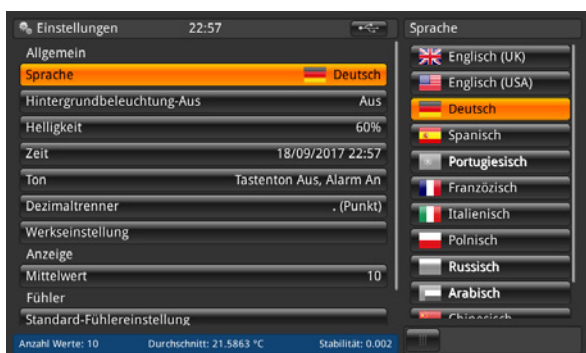 Einstellungen 22:57
Allgemein
Sprache Deutsch
Hintergrundbeleuchtung-Aus Aus
Helligkeit 60%
Zeit 18/09/2017 22:57
Ton Tastenton Aus, Alarm An
Dezimaltrenner . (Punkt)
Werkseinstellung
Anzeige
Mittelwert 10
Fühler
Standard-Fühlereinstellung
Anzahl Werte: 10 Durchschnitt: 21.5863 °C Stabilität: 0.002
Sprache
Englisch (UK)
Englisch (USA)
Deutsch
Spanisch
Portugiesisch
Französisch
Italienisch
Polnisch
Russisch
Arabisch
Chinesisch